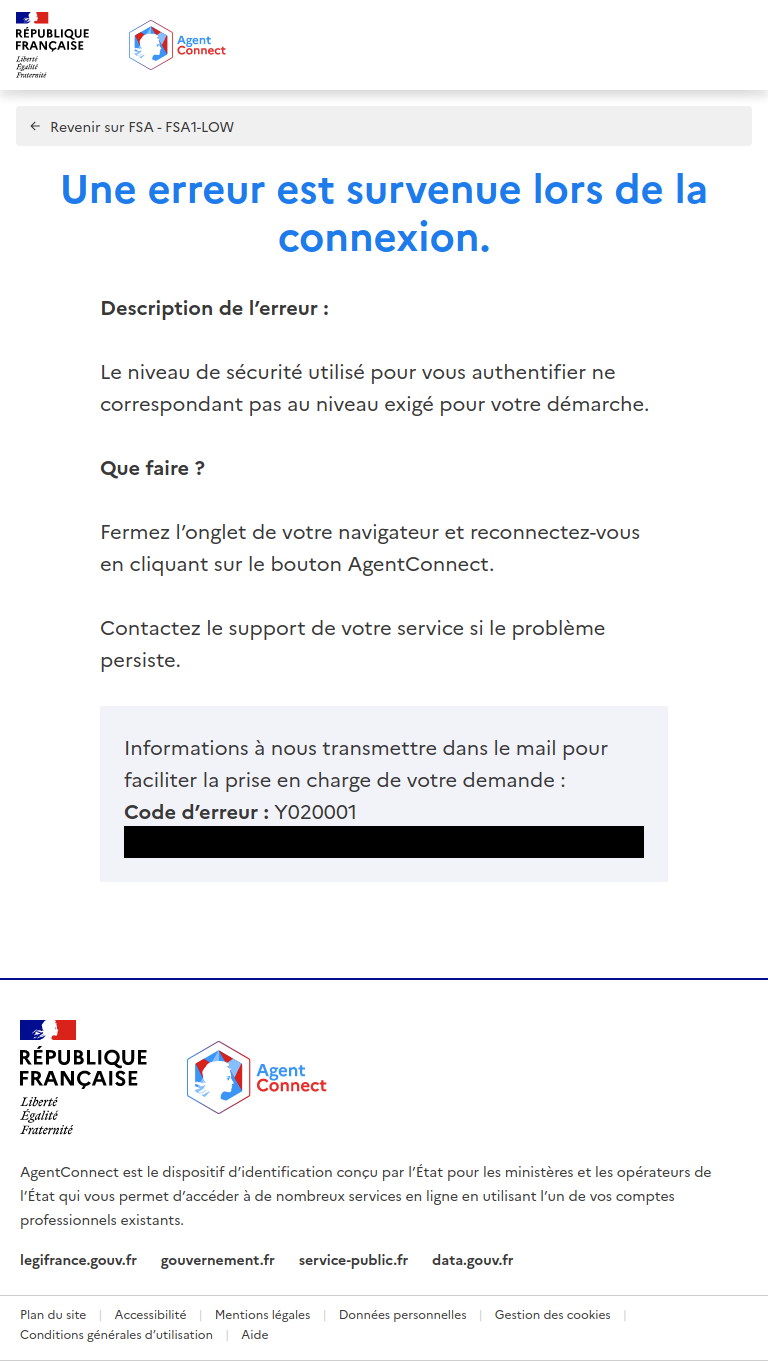 RÉPUBLIQUE
FRANÇAISE
Liberté
Égalité
Fraternité
Agent
Connect
← Revenir sur FSA - FSA1-LOW
Une erreur est survenue lors de la
connexion.
Description de l’erreur :
Le niveau de sécurité utilisé pour vous authentifier ne
correspondant pas au niveau exigé pour votre démarche.
Que faire ?
Fermez l’onglet de votre navigateur et reconnectez-vous
en cliquant sur le bouton AgentConnect.
Contactez le support de votre service si le problème
persiste.
Informations à nous transmettre dans le mail pour
faciliter la prise en charge de votre demande :
Code d’erreur : Y020001
RÉPUBLIQUE
FRANÇAISE
Liberté
Égalité
Fraternité
Agent
Connect
AgentConnect est le dispositif d’identification conçu par l’État pour les ministères et les opérateurs de
l’État qui vous permet d’accéder à de nombreux services en ligne en utilisant l’un de vos comptes
professionnels existants.
legifrance.gouv.fr gouvernement.fr service-public.fr data.gouv.fr
Plan du site | Accessibilité | Mentions légales | Données personnelles | Gestion des cookies |
Conditions générales d’utilisation | Aide